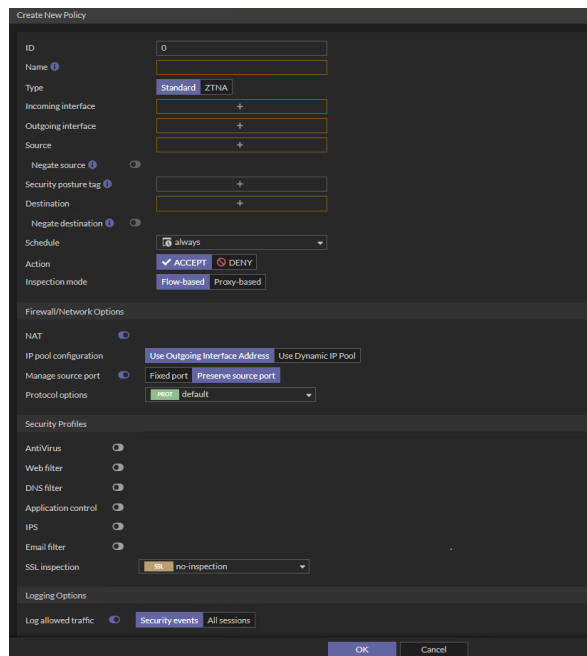 Create New Policy
ID 0
Name
Type Standard ZTNA
Incoming interface +
Outgoing interface +
Source +
Negate source
Security posture tag +
Destination +
Negate destination
Schedule always
Action ACCEPT DENY
Inspection mode Flow-based Proxy-based
Firewall/Network Options
NAT
IP pool configuration Use Outgoing Interface Address Use Dynamic IP Pool
Manage source port Fixed port Preserve source port
Protocol options PROT default
Security Profiles
AntiVirus
Web filter
DNS filter
Application control
IPS
Email filter
SSL inspection SSL no-inspection
Logging Options
Log allowed traffic Security events All sessions
OK Cancel